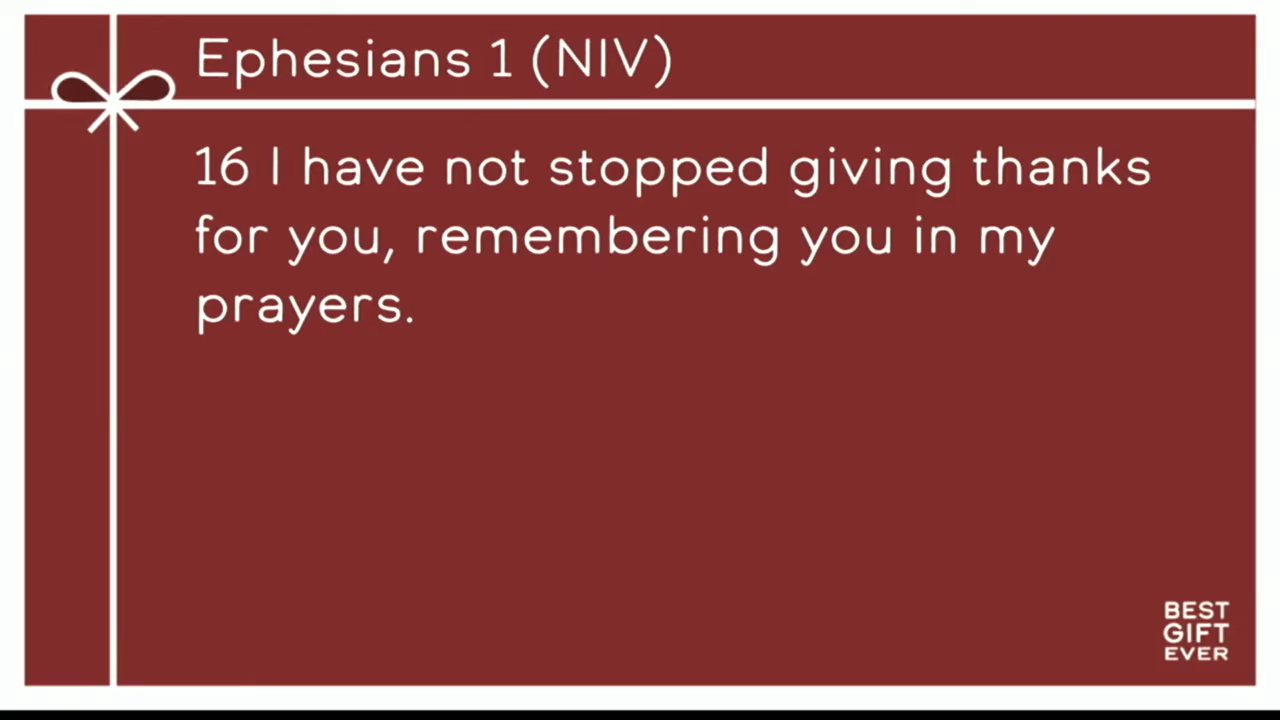 Ephesians 1 (NIV)
16 I have not stopped giving thanks
for you, remembering you in my
prayers.
BEST
GIFT
EVER